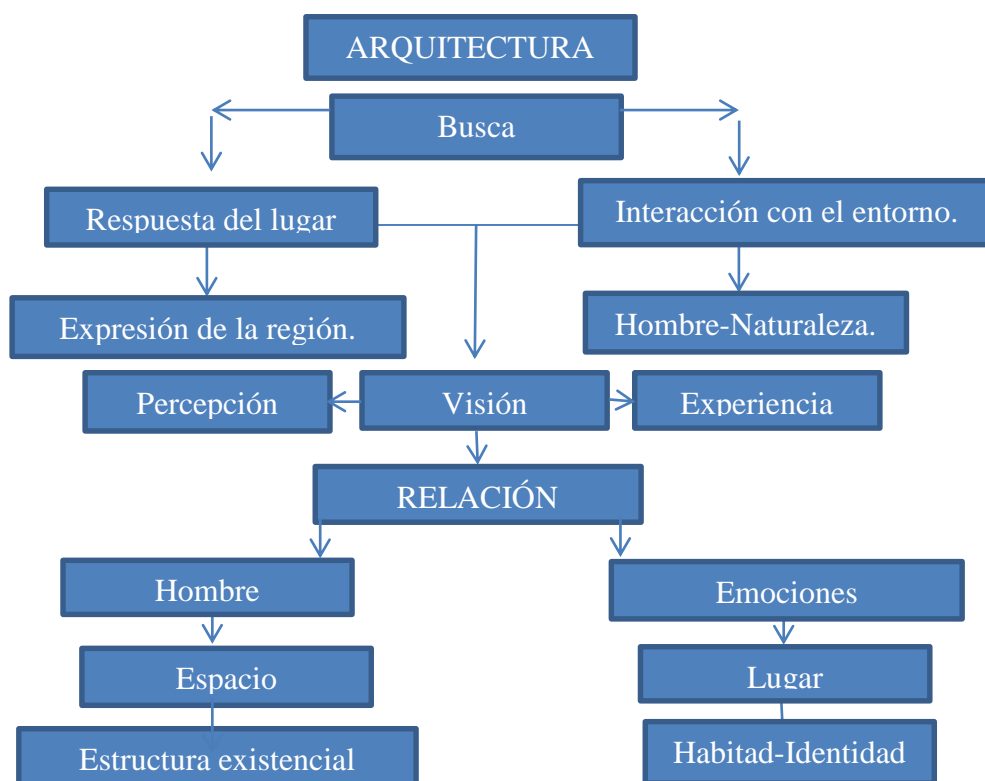 ARQUITECTURA
Busca
Respuesta del lugar
Interacción con el entorno.
Expresión de la región.
Hombre-Naturaleza.
Percepción
Visión
Experiencia
RELACIÓN
Hombre
Emociones
Espacio
Lugar
Estructura existencial
Habitad-Identidad